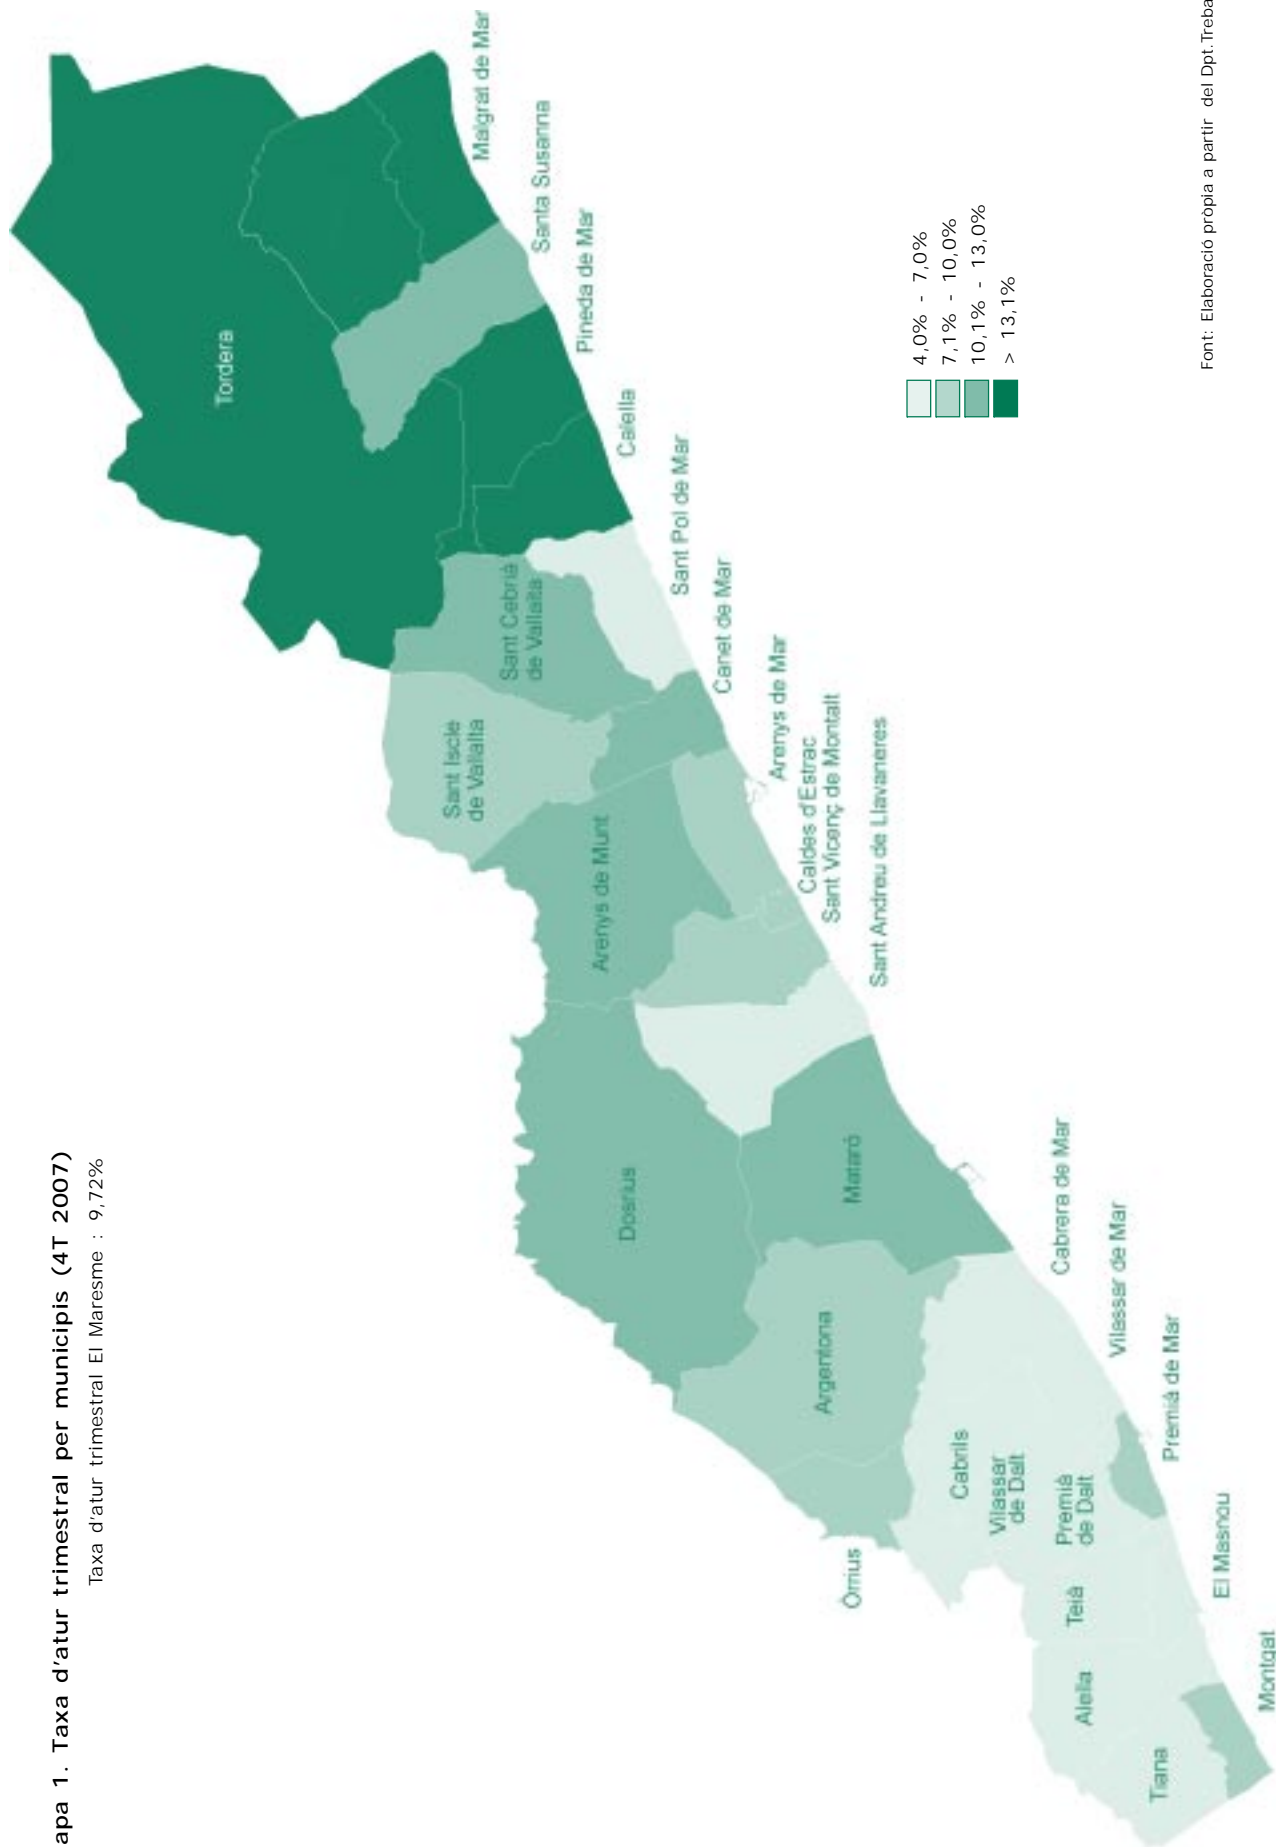 apa 1. Taxa d'atur trimestral per municipis (4T 2007)
Taxa d'atur trimestral El Maresme : 9,72%
Tordera
Malgrat de Mar
Santa Susanna
Pineda de Mar
Calella
Sant Pol de Mar
Canet de Mar
Sant Cebrià
de Vallalta
Sant Iscle
de Vallalta
Arenys de Munt
Arenys de Mar
Caldes d'Estrac
Sant Vicenç de Montalt
Sant Andreu de Llavaneres
Dosrius
Mataró
Argentona
Òrrius
Cabrera de Mar
Cabrils
Vilassar de Mar
Vilassar
de Dalt
Premià
de Dalt
Premià de Mar
Teià
El Masnou
Alella
Tiana
Montgat
4,0% - 7,0%
7,1% - 10,0%
10,1% - 13,0%
> 13,1%
Font: Elaboració pròpia a partir del Dpt.Treba